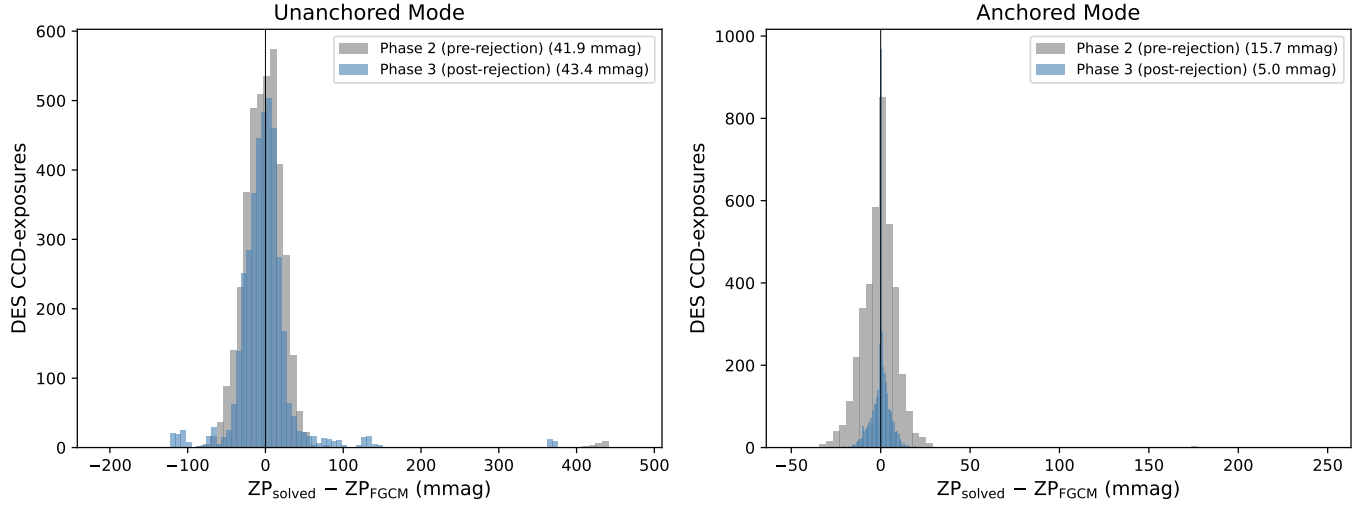 Unanchored Mode
Phase 2 (pre-rejection) (41.9 mmag)
Phase 3 (post-rejection) (43.4 mmag)
DES CCD-exposures
600
500
400
300
200
100
0
−200 −100 0 100 200 300 400 500
ZPsolved − ZPFGCM (mmag)
Anchored Mode
Phase 2 (pre-rejection) (15.7 mmag)
Phase 3 (post-rejection) (5.0 mmag)
DES CCD-exposures
1000
800
600
400
200
0
−50 0 50 100 150 200 250
ZPsolved − ZPFGCM (mmag)